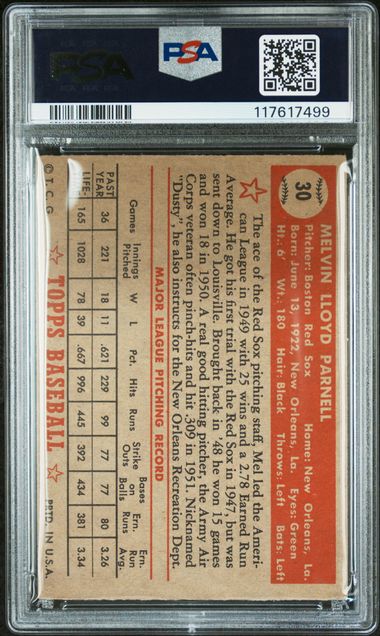 PSA
PSA
117617499
30
MELVIN LLOYD PARNELL
Pitcher: Boston Red Sox Home: New Orleans, La.
Born: June 13, 1922, New Orleans, La. Eyes: Green
Ht.: 6' Wt.: 180 Hair: Black Throws: Left Bats: Left
The ace of the Red Sox pitching staff, Mel led the Ameri-
can League in 1949 with 25 wins and a 2.78 Earned Run
Average. He got his first trial with the Red Sox in 1947, but was
sent down to Louisville. Brought back in '48 he won 15 games
and won 18 in 1950. A real good hitting pitcher, the Army Air
Corps veteran often pinch-hits and hit .309 in 1951. Nicknamed
"Dusty", he also instructs for the New Orleans Recreation Dept.
MAJOR LEAGUE PITCHING RECORD
Games Innings Pitched W L Pct. Hits Runs Strike Outs Bases on Balls Ern. Runs Ern. Run Avg.
PAST YEAR 36 221 18 11 .621 229 99 77 77 80 3.26
LIFE- 165 1028 78 39 .667 996 445 392 434 381 3.34
© T. C. G. TOPPS BASEBALL PRTD. IN U.S.A.